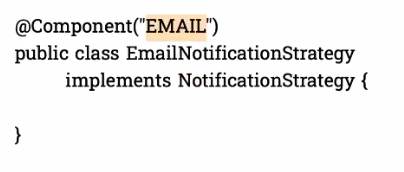 @Component("EMAIL")
public class EmailNotificationStrategy
implements NotificationStrategy {
}